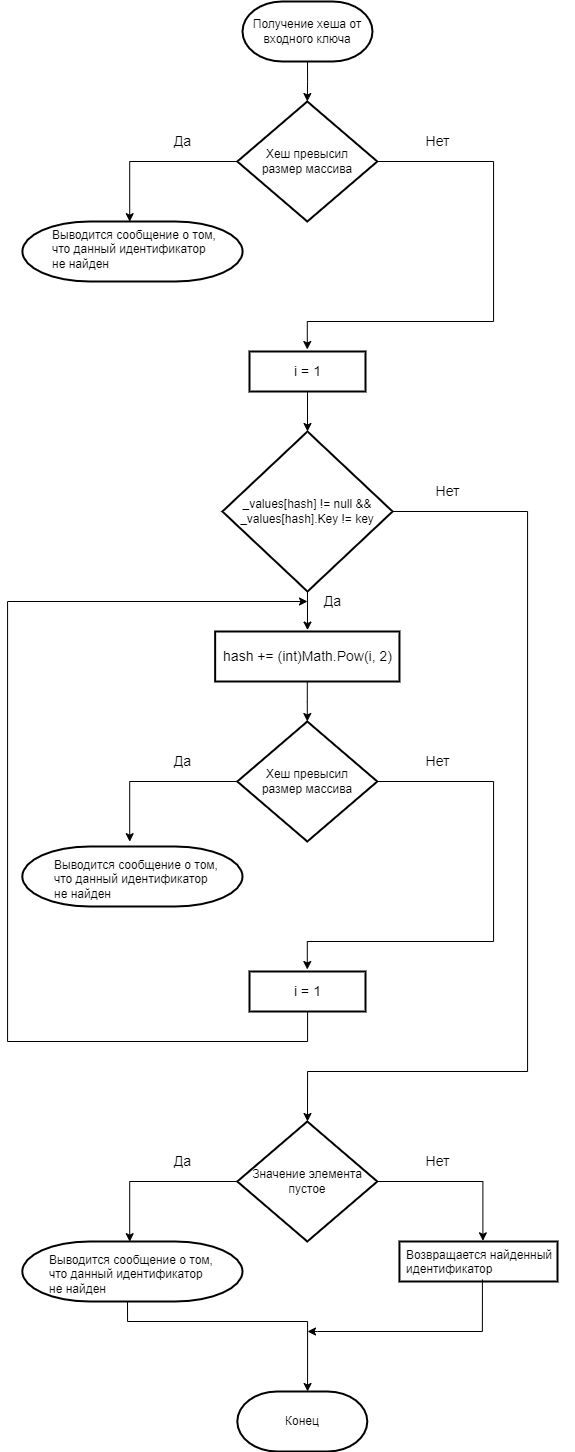 Получение хеша от
входного ключа
Да
Нет
Хеш превысил
размер массива
Выводится сообщение о том,
что данный идентификатор
не найден
i = 1
Нет
_values[hash] != null &&
_values[hash].Key != key
Да
hash += (int)Math.Pow(i, 2)
Да
Нет
Хеш превысил
размер массива
Выводится сообщение о том,
что данный идентификатор
не найден
i = 1
Да
Нет
Значение элемента
пустое
Выводится сообщение о том,
что данный идентификатор
не найден
Возвращается найденный
идентификатор
Конец